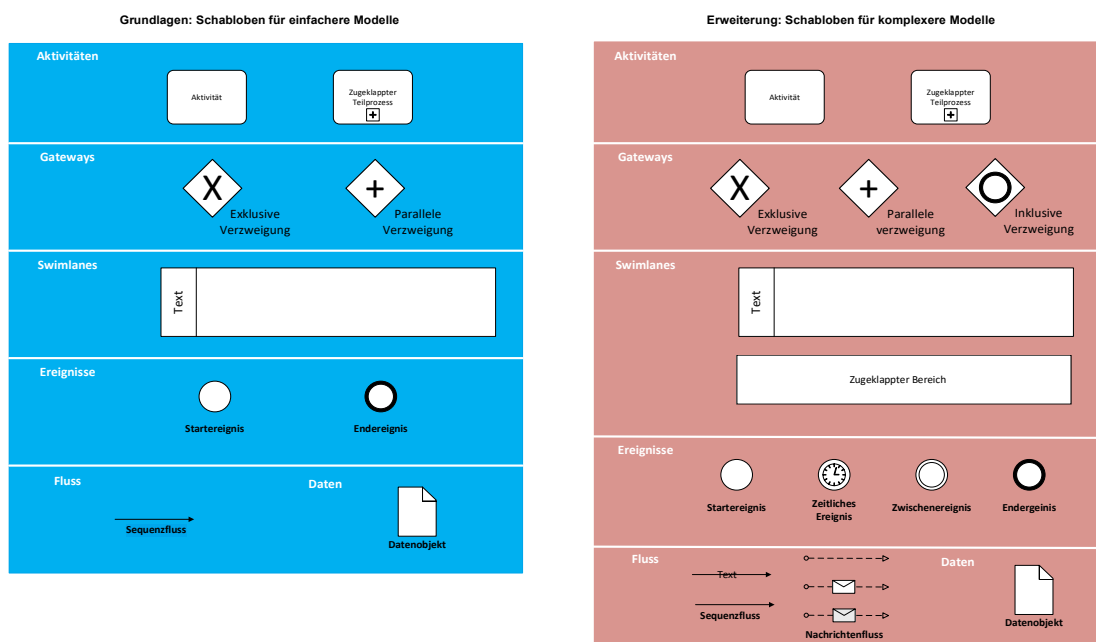 Grundlagen: Schabloben für einfachere Modelle
Aktivitäten
Aktivität
Zugeklappter
Teilprozess
Gateways
X
+
Exklusive
Verzweigung
Parallele
Verzweigung
Swimlanes
Text
Ereignisse
Startereignis
Endereignis
Fluss
Sequenzfluss
Daten
Datenobjekt
Erweiterung: Schabloben für komplexere Modelle
Aktivitäten
Aktivität
Zugeklappter
Teilprozess
Gateways
X
+
Exklusive
Verzweigung
Parallele
verzweigung
Inklusive
Verzweigung
Swimlanes
Text
Zugeklappter Bereich
Ereignisse
Startereignis
Zeitliches
Ereignis
Zwischenereignis
Endergeinis
Fluss
Text
Sequenzfluss
Nachrichtenfluss
Daten
Datenobjekt